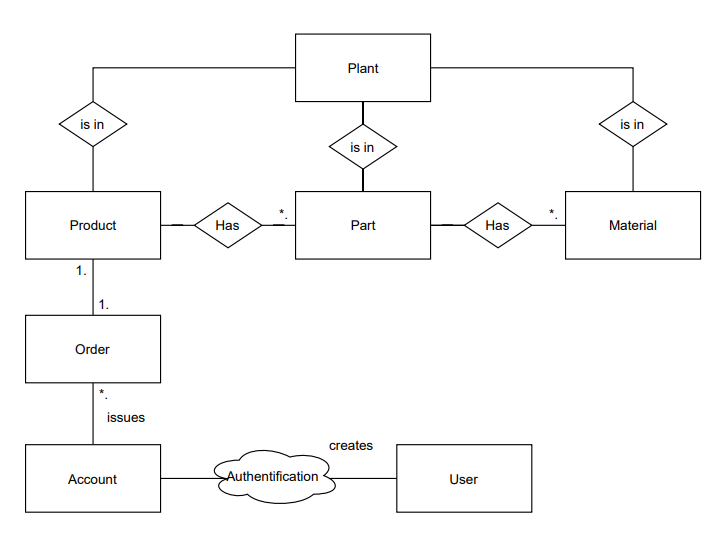 Plant
is in
is in
is in
Product
Has
*.
Part
Has
*.
Material
1.
1.
Order
*.
issues
creates
Account
Authentification
User